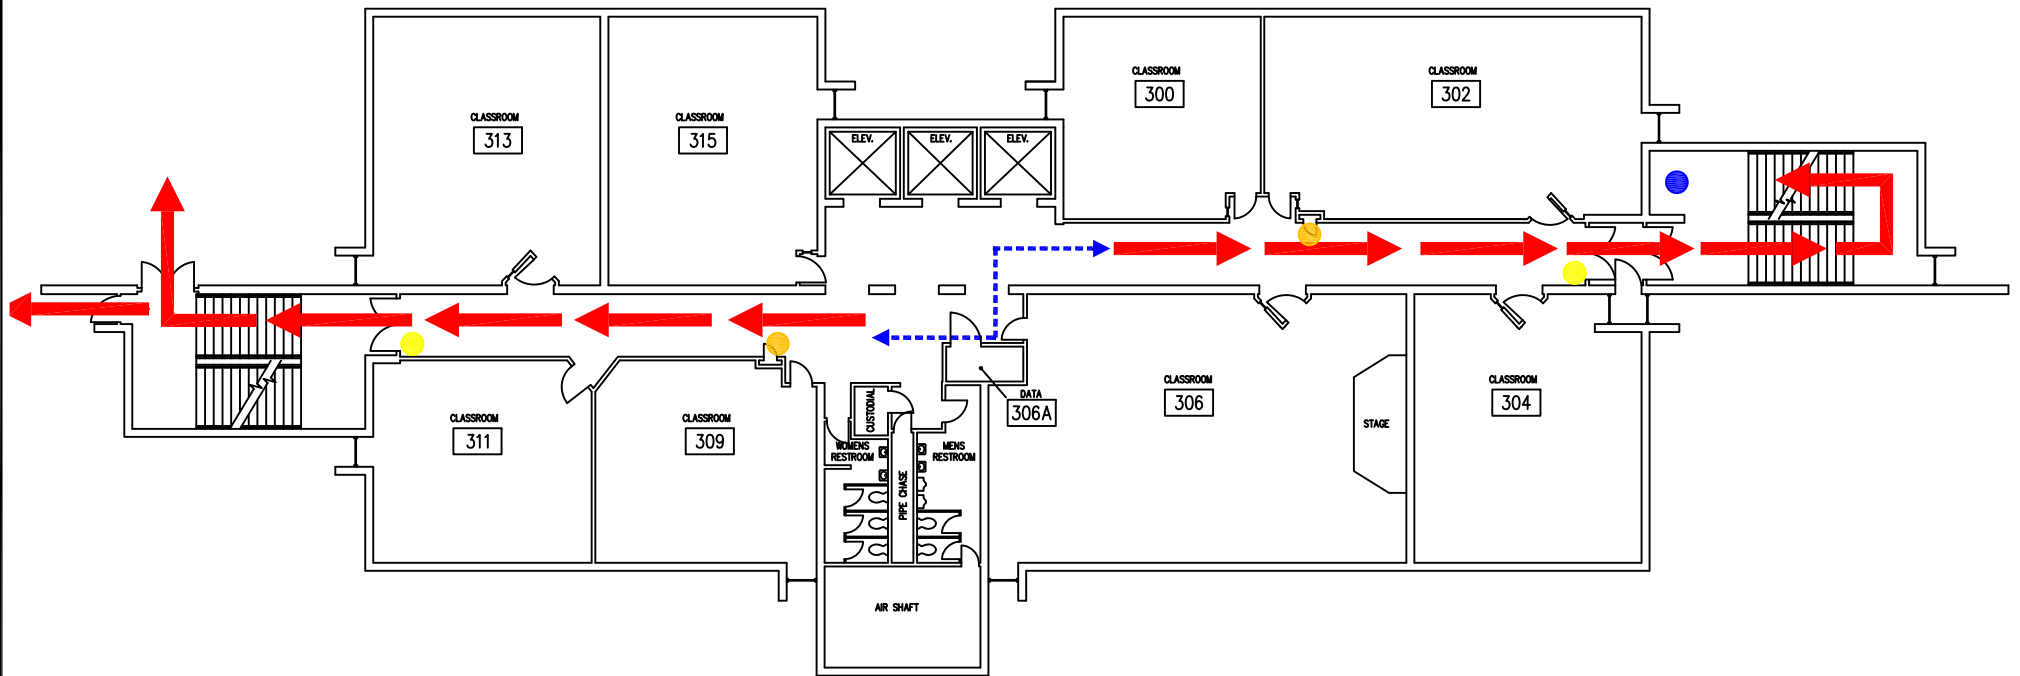 CLASSROOM
300
CLASSROOM
302
CLASSROOM
313
CLASSROOM
315
ELEV.
ELEV.
ELEV.
CLASSROOM
311
CLASSROOM
309
CUSTODIAL
WOMENS
RESTROOM
PIPE CHASE
MENS
RESTROOM
DATA
306A
CLASSROOM
306
STAGE
CLASSROOM
304
AIR SHAFT